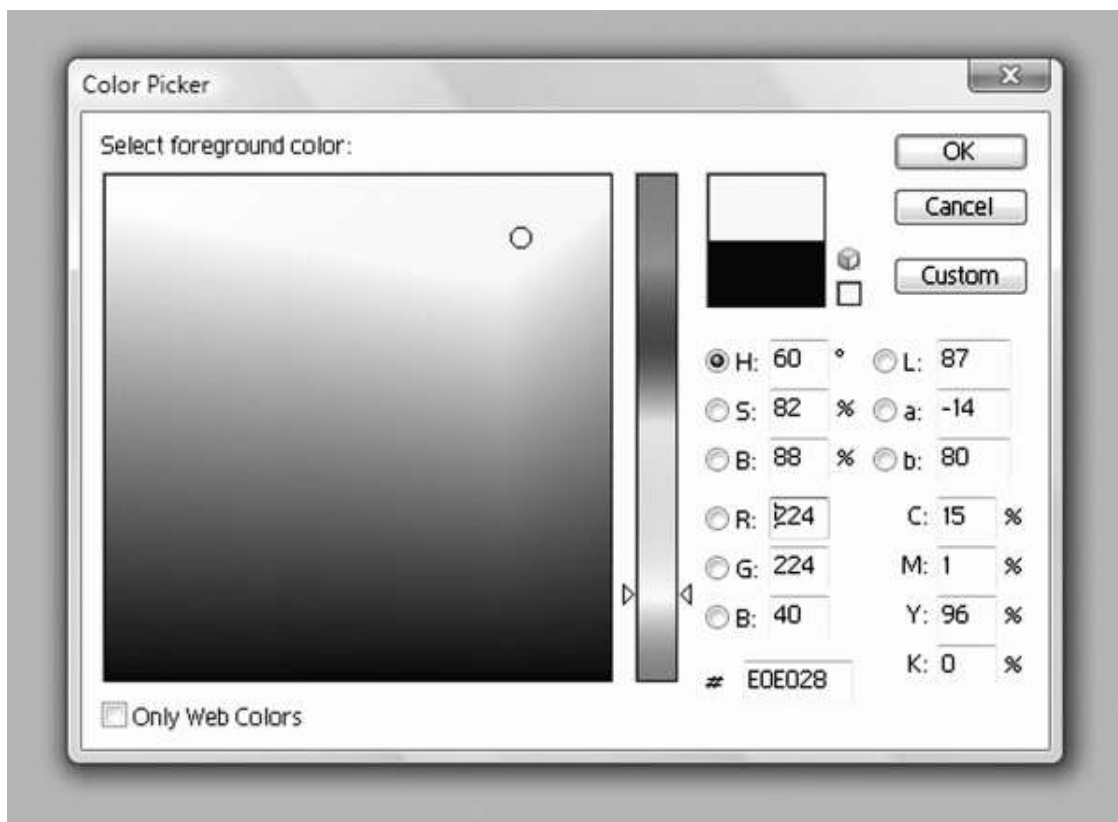 Color Picker
Select foreground color:
OK
Cancel
Custom
H: 60 °
L: 87
S: 82 %
a: -14
B: 88 %
b: 80
R: 224
C: 15 %
G: 224
M: 1 %
B: 40
Y: 96 %
# E0E028
K: 0 %
Only Web Colors